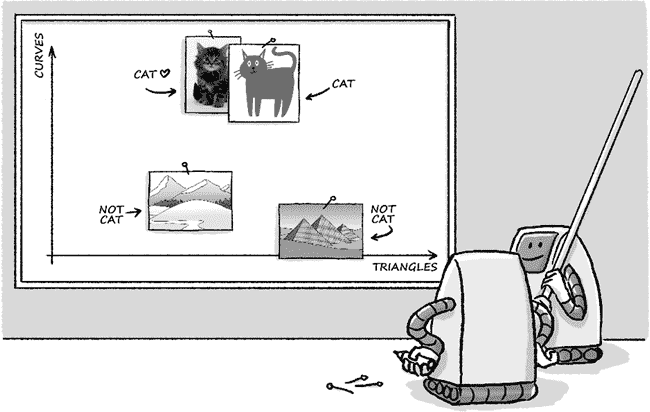 CURVES
CAT ♡
CAT
NOT
CAT
NOT
CAT
TRIANGLES